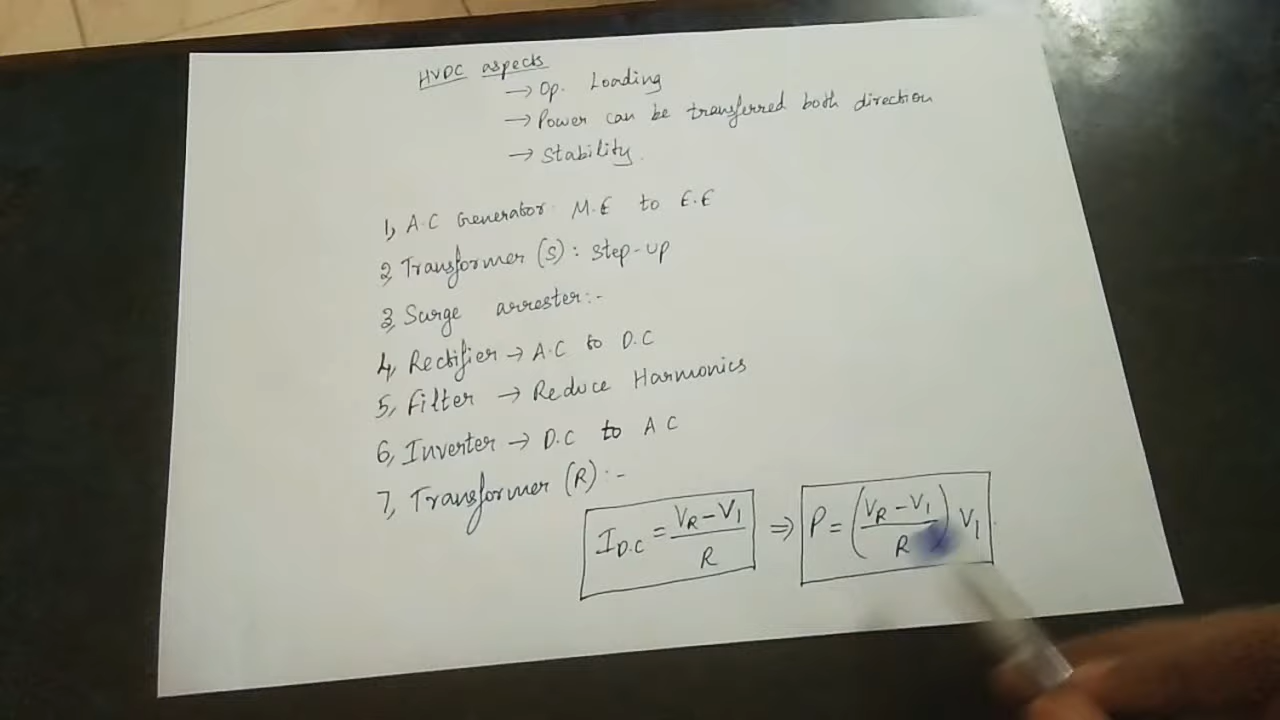 HVDC aspects
→ Op. Loading
→ Power can be transferred both direction
→ Stability.
1, A.C Generator. M.E to E.E
2, Transformer (S) : Step-up
3, Surge arrester:-
4, Rectifier → A.C to D.C
5, Filter → Reduce Harmonics
6, Inverter → D.C to A C
7, Transformer (R) :-
I_D.C = (V_R - V_I)/R ⇒ P = ((V_R - V_I)/R) V_I